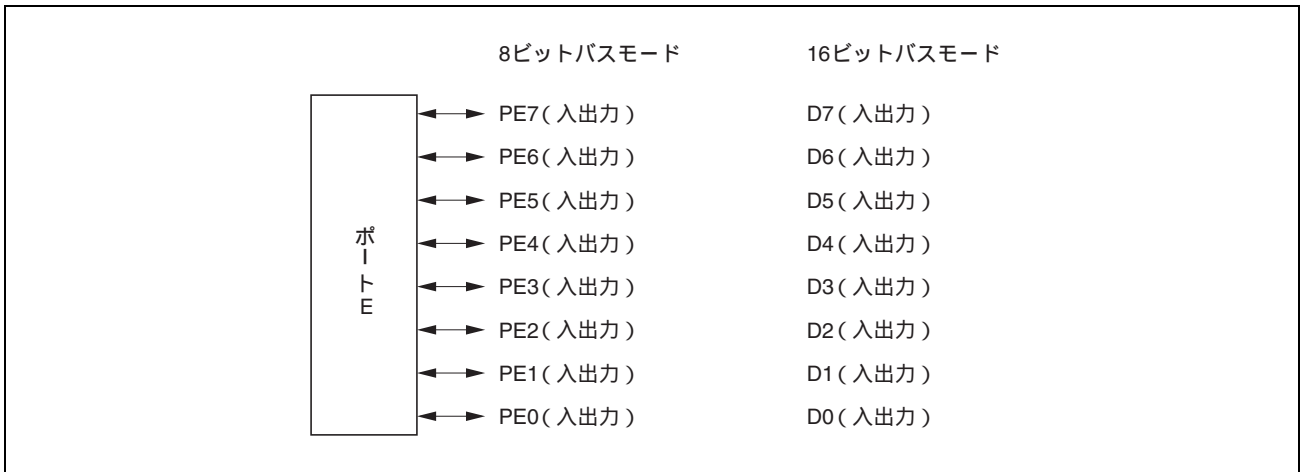 8ビットバスモード 16ビットバスモード
PE7(入出力) D7(入出力)
PE6(入出力) D6(入出力)
PE5(入出力) D5(入出力)
ポートE
PE4(入出力) D4(入出力)
PE3(入出力) D3(入出力)
PE2(入出力) D2(入出力)
PE1(入出力) D1(入出力)
PE0(入出力) D0(入出力)